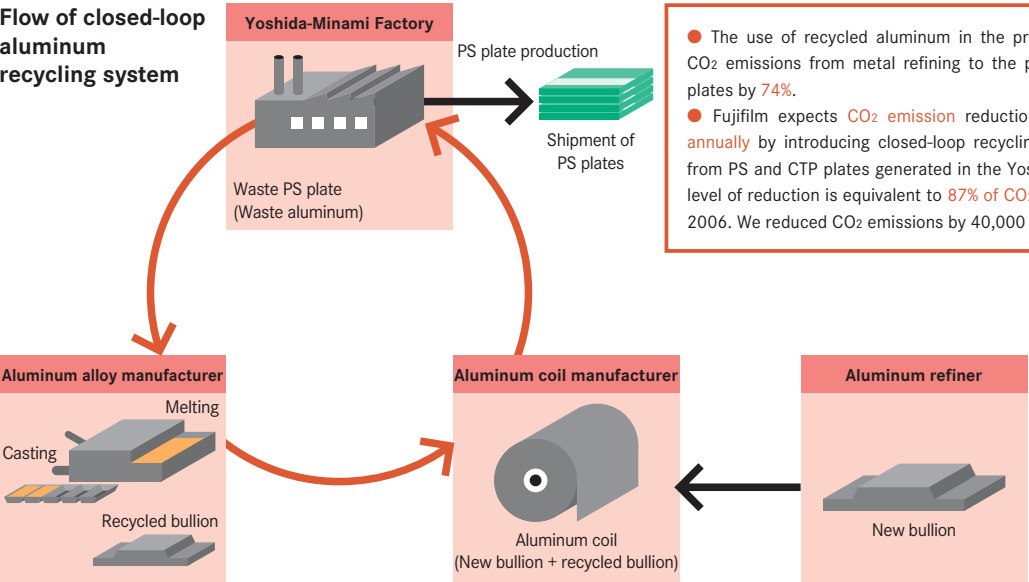 Flow of closed-loop
aluminum
recycling system
Yoshida-Minami Factory
PS plate production
Shipment of
PS plates
Waste PS plate
(Waste aluminum)
● The use of recycled aluminum in the pr
CO2 emissions from metal refining to the p
plates by 74%.
● Fujifilm expects CO2 emission reductio
annually by introducing closed-loop recyclin
from PS and CTP plates generated in the Yos
level of reduction is equivalent to 87% of CO
2006. We reduced CO2 emissions by 40,000
Aluminum alloy manufacturer
Melting
Casting
Recycled bullion
Aluminum coil manufacturer
Aluminum coil
(New bullion + recycled bullion)
Aluminum refiner
New bullion